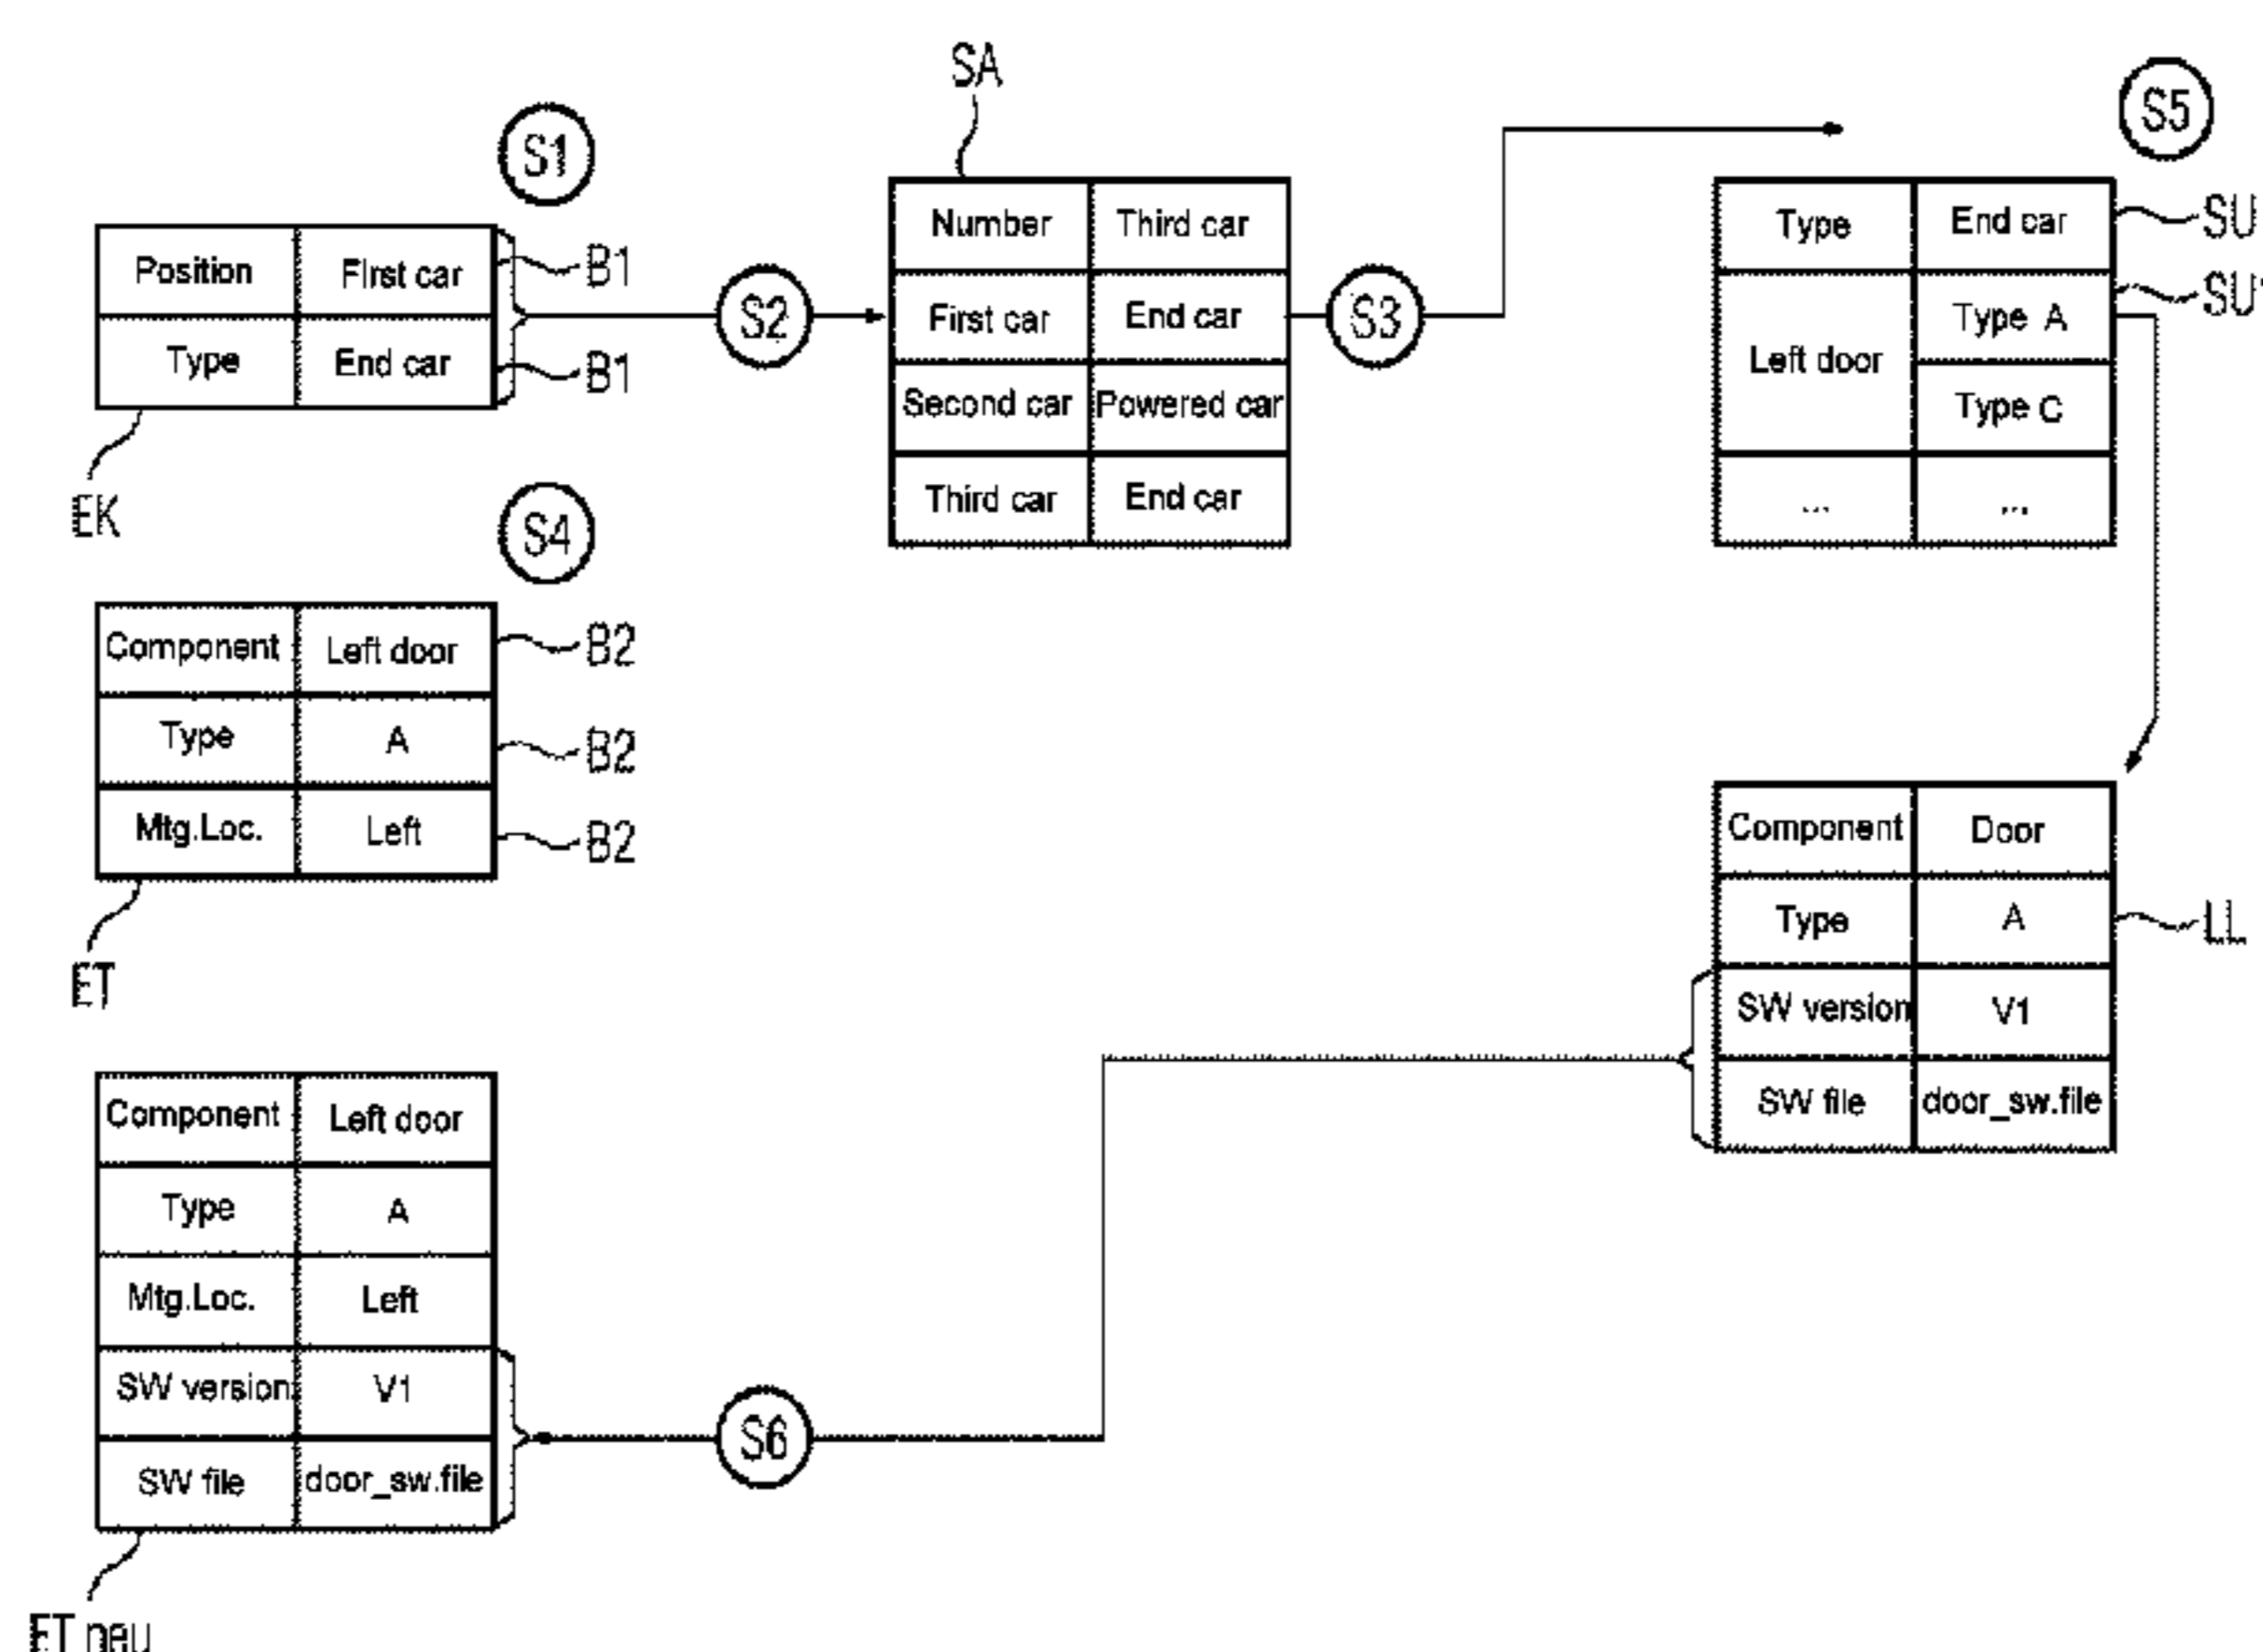 SA
S5
S1
Number Third car
Type End car SU
Position First car B1
S2
First car End car
S3
Left door Type A SU'
Type End car B1
Second car Powered car
Type C
EK
S4
Third car End car
... ...
Component Left door B2
Type A B2
Mtg.Loc. Left B2
Component Door
ET
Type A LL
SW version V1
SW file door_sw.file
Component Left door
Type A
Mtg.Loc. Left
SW version V1
S6
SW file door_sw.file
ET neu